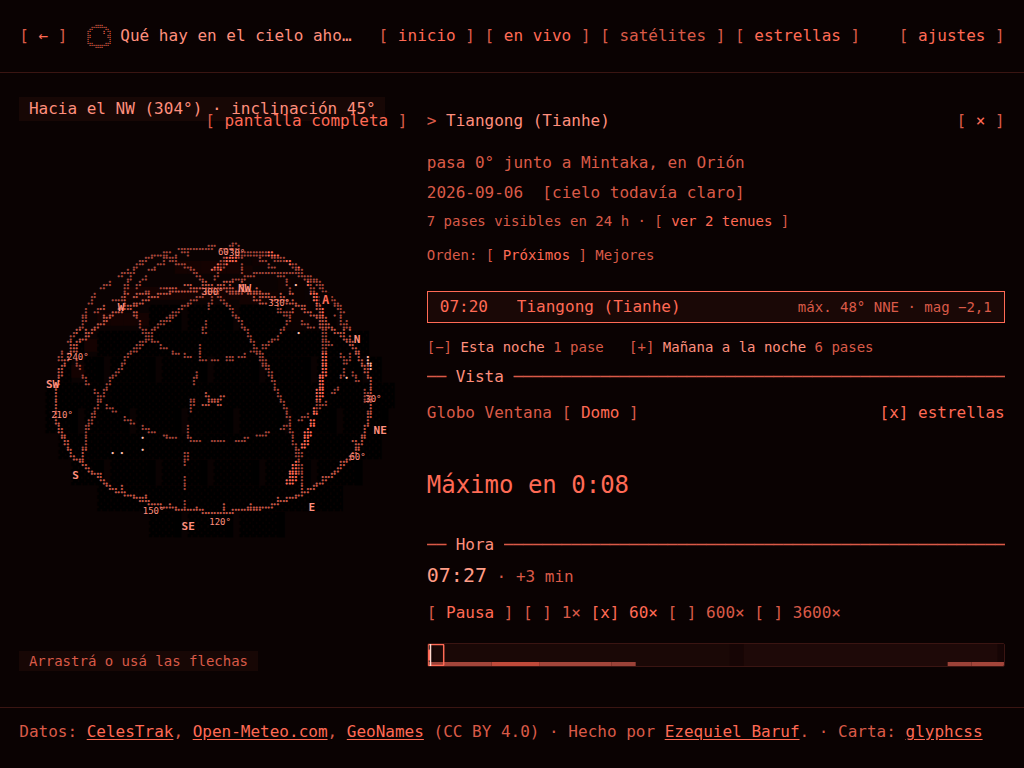 [ ← ] Qué hay en el cielo aho… [ inicio ] [ en vivo ] [ satélites ] [ estrellas ] [ ajustes ]
Hacia el NW (304°) · inclinación 45°
[ pantalla completa ]
> Tiangong (Tianhe) [ × ]
pasa 0° junto a Mintaka, en Orión
2026-09-06 [cielo todavía claro]
7 pases visibles en 24 h · [ ver 2 tenues ]
Orden: [ Próximos ] Mejores
07:20 Tiangong (Tianhe) máx. 48° NNE · mag −2,1
[−] Esta noche 1 pase [+] Mañana a la noche 6 pases
Vista
Globo Ventana [ Domo ] [x] estrellas
Máximo en 0:08
Hora
07:27 · +3 min
[ Pausa ] [ ] 1× [x] 60× [ ] 600× [ ] 3600×
NW
300°
330°
A
W
N
240°
SW
30°
210°
NE
60°
S
E
150°
120°
SE
Arrastrá o usá las flechas
Datos: CelesTrak, Open-Meteo.com, GeoNames (CC BY 4.0) · Hecho por Ezequiel Baruf. · Carta: glyphcss